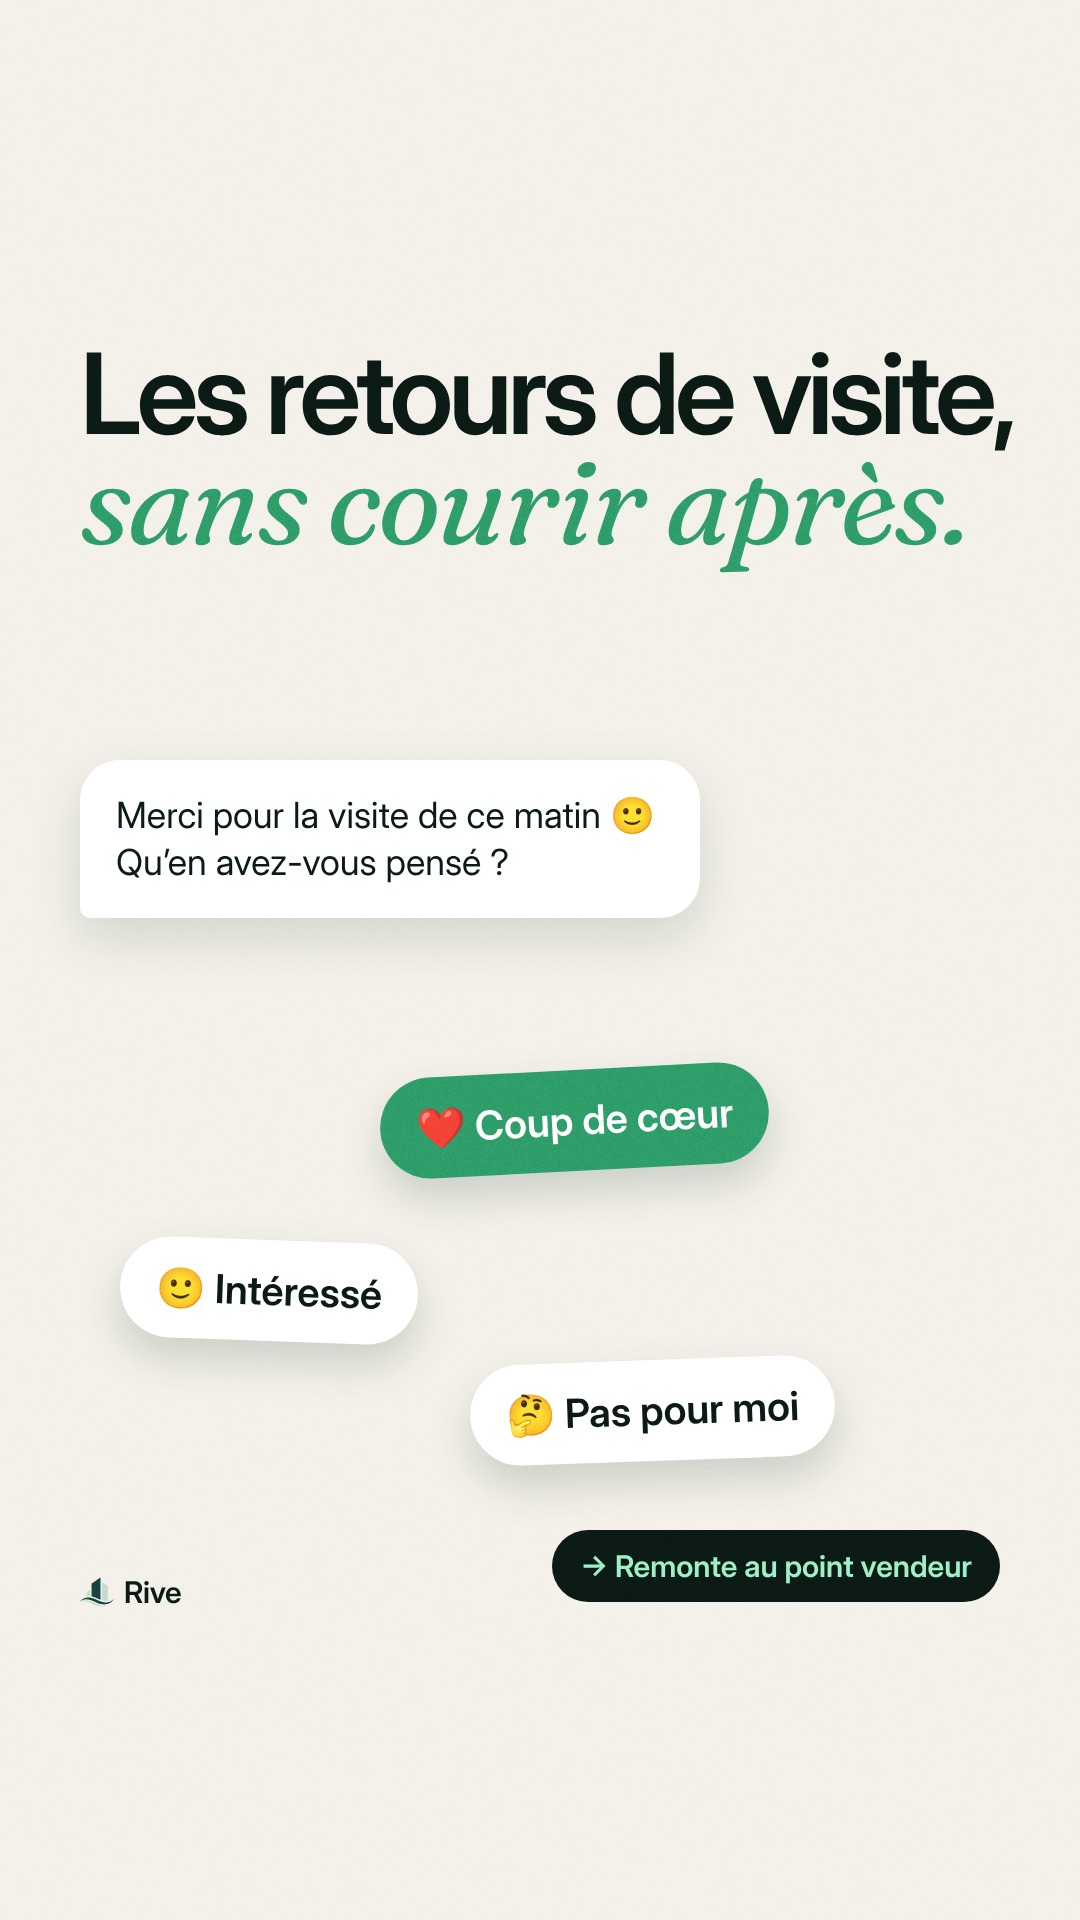 Les retours de visite,
sans courir après.
Merci pour la visite de ce matin 🙂
Qu’en avez-vous pensé ?
❤️ Coup de cœur
🙂 Intéressé
🤔 Pas pour moi
→ Remonte au point vendeur
Rive